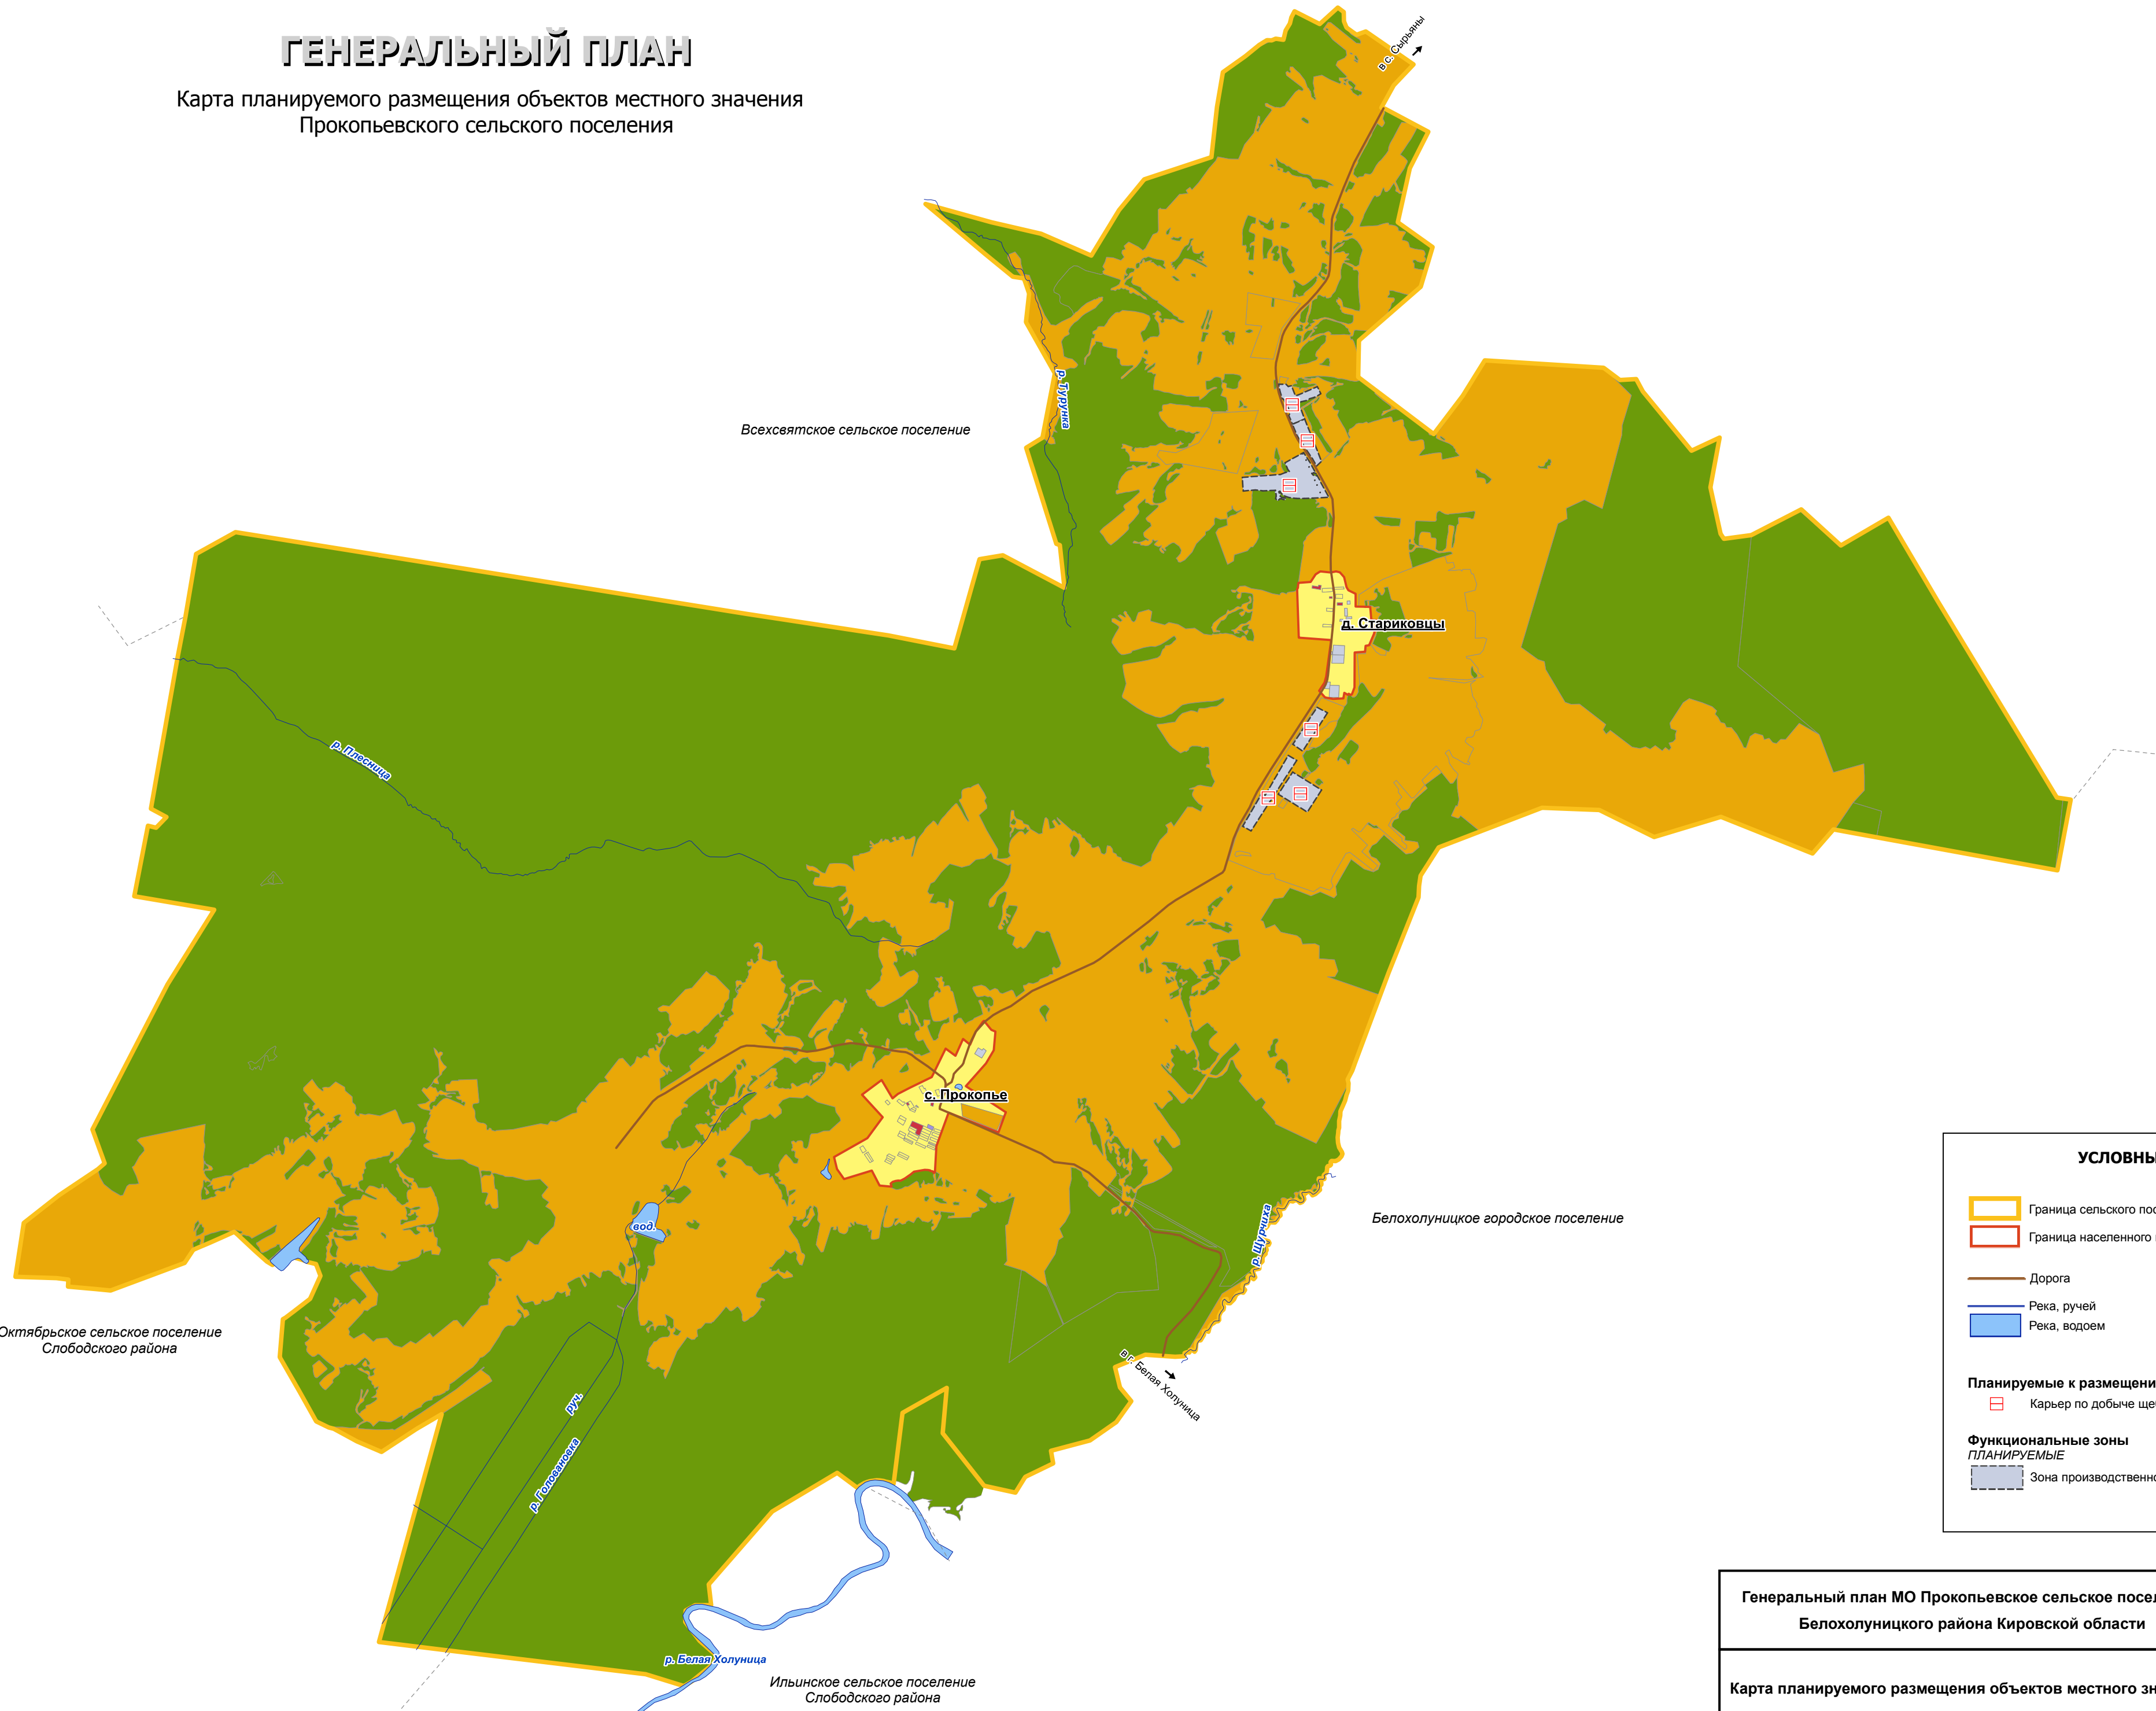 ГЕНЕРАЛЬНЫЙ ПЛАН
Карта планируемого размещения объектов местного значения
Прокопьевского сельского поселения
в с. Сырьяны
р. Турунка
Всехсвятское сельское поселение
д. Стариковцы
р. Плесница
с. Прокопье
вод.
р. Щурчиха
Белохолуницкое городское поселение
Октябрьское сельское поселение
Слободского района
в г. Белая Холуница
руч.
р. Головановка
р. Белая Холуница
Ильинское сельское поселение
Слободского района
УСЛОВНЫ
Граница сельского пос
Граница населенного
Дорога
Река, ручей
Река, водоем
Планируемые к размещени
Карьер по добыче ще
Функциональные зоны
ПЛАНИРУЕМЫЕ
Зона производственно
Генеральный план МО Прокопьевское сельское посел
Белохолуницкого района Кировской области
Карта планируемого размещения объектов местного зн